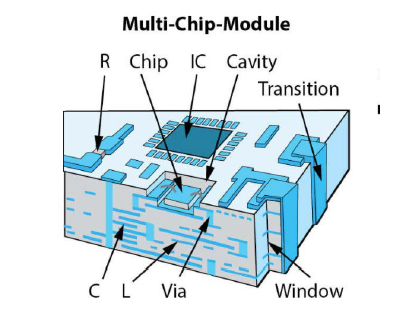 Multi-Chip-Module
R Chip IC Cavity
Transition
C L Via Window